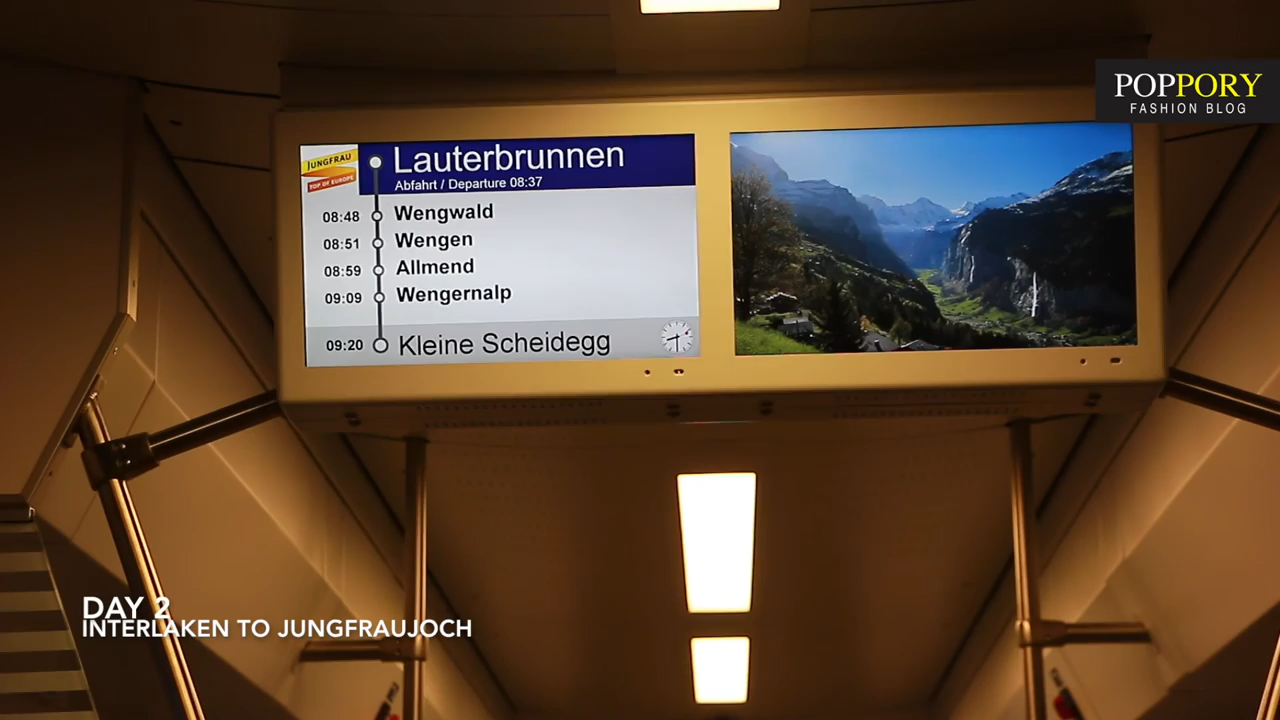 POPPORY
FASHION BLOG
JUNGFRAU
TOP OF EUROPE
Lauterbrunnen
Abfahrt / Departure 08:37
08:48 Wengwald
08:51 Wengen
08:59 Allmend
09:09 Wengernalp
09:20 Kleine Scheidegg
DAY 2
INTERLAKEN TO JUNGFRAUJOCH